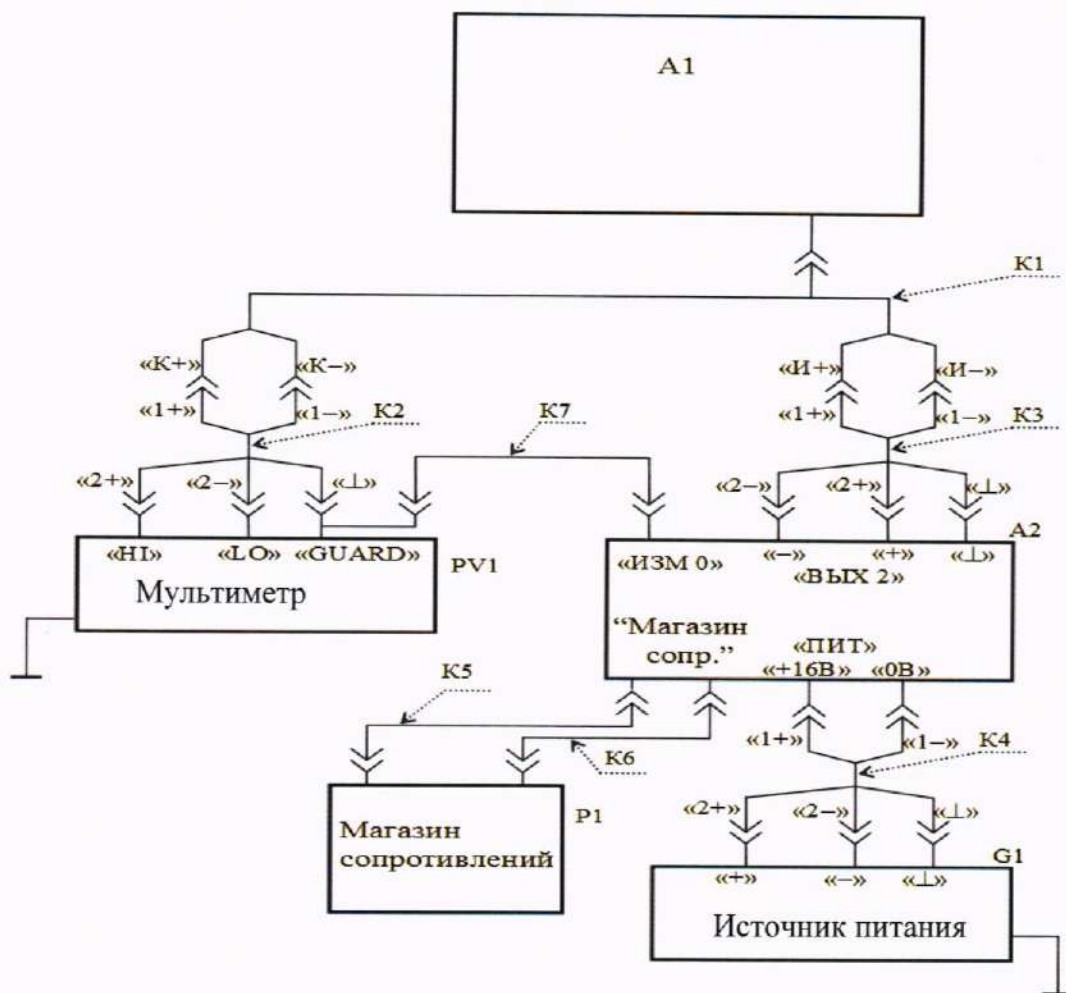 A1
K1
«К+» «К–» «И+» «И–»
«1+» «1–» K2 K7 «1+» «1–» K3
«2+» «2–» «⊥» «2–» «2+» «⊥»
A2
«HI» «LO» «GUARD» PV1 «ИЗМ 0» «–» «+» «⊥»
Мультиметр «ВЫХ 2»
“Магазин «ПИТ»
сопр.” «+16В» «0В»
K5
«1+» «1–» K4
K6
P1 «2+» «2–» «⊥»
Магазин
сопротивлений G1
«+» «–» «⊥»
Источник питания